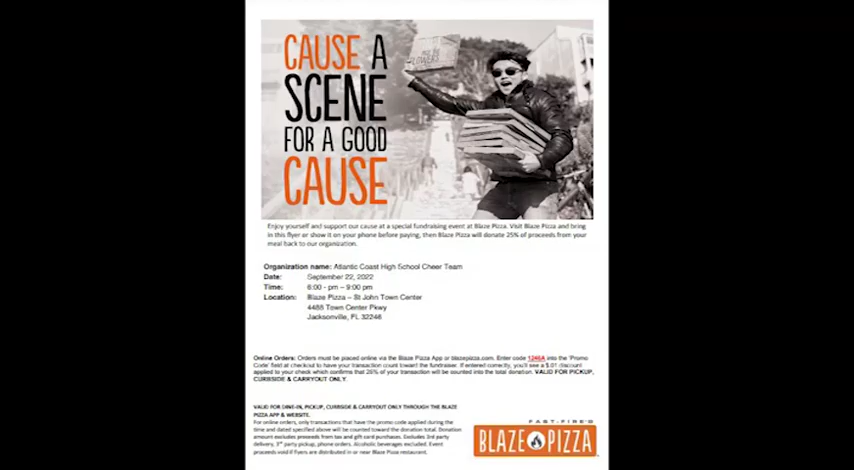 CAUSE A
SCENE
FOR A GOOD
CAUSE
Enjoy yourself and support our cause at a special fundraising event at Blaze Pizza. Visit Blaze Pizza and bring
in this flyer or show it on your phone before paying, then Blaze Pizza will donate 25% of proceeds from your
meal back to our organization.
Organization name: Atlantic Coast High School Cheer Team
Date: September 22, 2022
Time: 6:00 - pm – 9:00 pm
Location: Blaze Pizza – St John Town Center
4486 Town Center Pkwy
Jacksonville, FL 32246
Online Orders: Orders must be placed online via the Blaze Pizza App or blazepizza.com. Enter code 1246A into the 'Promo
Code' field at checkout to have your transaction count toward the fundraiser. If entered correctly, you'll see a $.01 discount
applied to your check which confirms that 25% of your transaction will be counted into the total donation. VALID FOR PICKUP,
CURBSIDE & CARRYOUT ONLY.
VALID FOR DINE-IN, PICKUP, CURBSIDE & CARRYOUT ONLY THROUGH THE BLAZE
PIZZA APP & WEBSITE.
For online orders, only transactions that have the promo code applied during the
time and dated specified above will be counted toward the donation total. Donation
amount excludes proceeds from tax and gift card purchases. Excludes 3rd party
delivery, 3rd party pickup, phone orders. Alcoholic beverages excluded. Event
proceeds void if Flyers are distributed in or near Blaze Pizza restaurant.
FAST-FIRE'D
BLAZE PIZZA